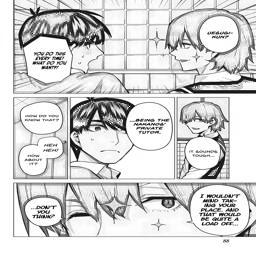 UESUGI-
KUN?
YOU DO THIS
EVERY TIME!
WHAT DO YOU
WANT?!
IT SOUNDS
TOUGH...
...BEING THE
NAKANOS'
PRIVATE
TUTOR.
HOW DO YOU
KNOW THAT?
HEH
HEH!
HOW
ABOUT
IT?
I WOULDN'T
MIND TAK-
ING YOUR
PLACE, AND
THAT WOULD
BE QUITE A
LOAD OFF...
...DON'T
YOU
THINK?
88